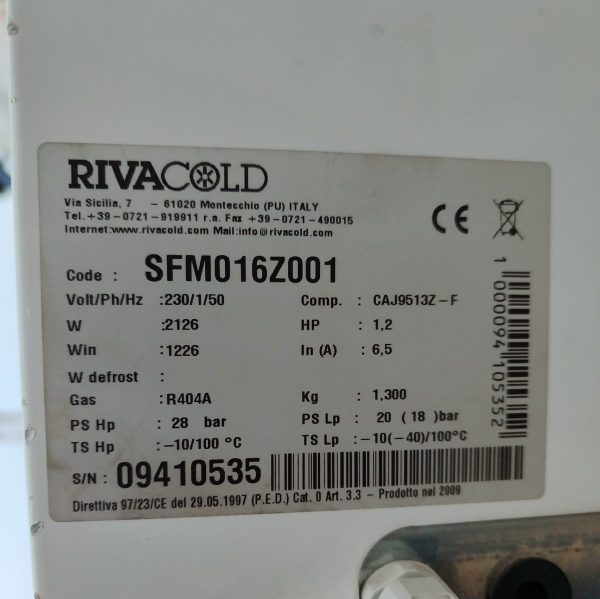 RIVACOLD
Via Sicilia, 7 - 61020 Montecchio (PU) ITALY
Tel.+39-0721-919911 r.a. Fax +39-0721-490015
Internet:www.rivacold.com Mail:info@rivacold.com
CE
Code : SFM016Z001
Volt/Ph/Hz :230/1/50 Comp. : CAJ9513Z-F
W :2126 HP : 1,2
Win :1226 In (A) : 6,5
W defrost :
Gas :R404A Kg : 1,300
PS Hp : 28 bar PS Lp : 20 (18)bar
TS Hp :-10/100 °C TS Lp :-10(-40)/100°C
S/N : 09410535
Direttiva 97/23/CE del 29.05.1997 (P.E.D.) Cat. 0 Art. 3.3 - Prodotto nel 2009
1000094105352